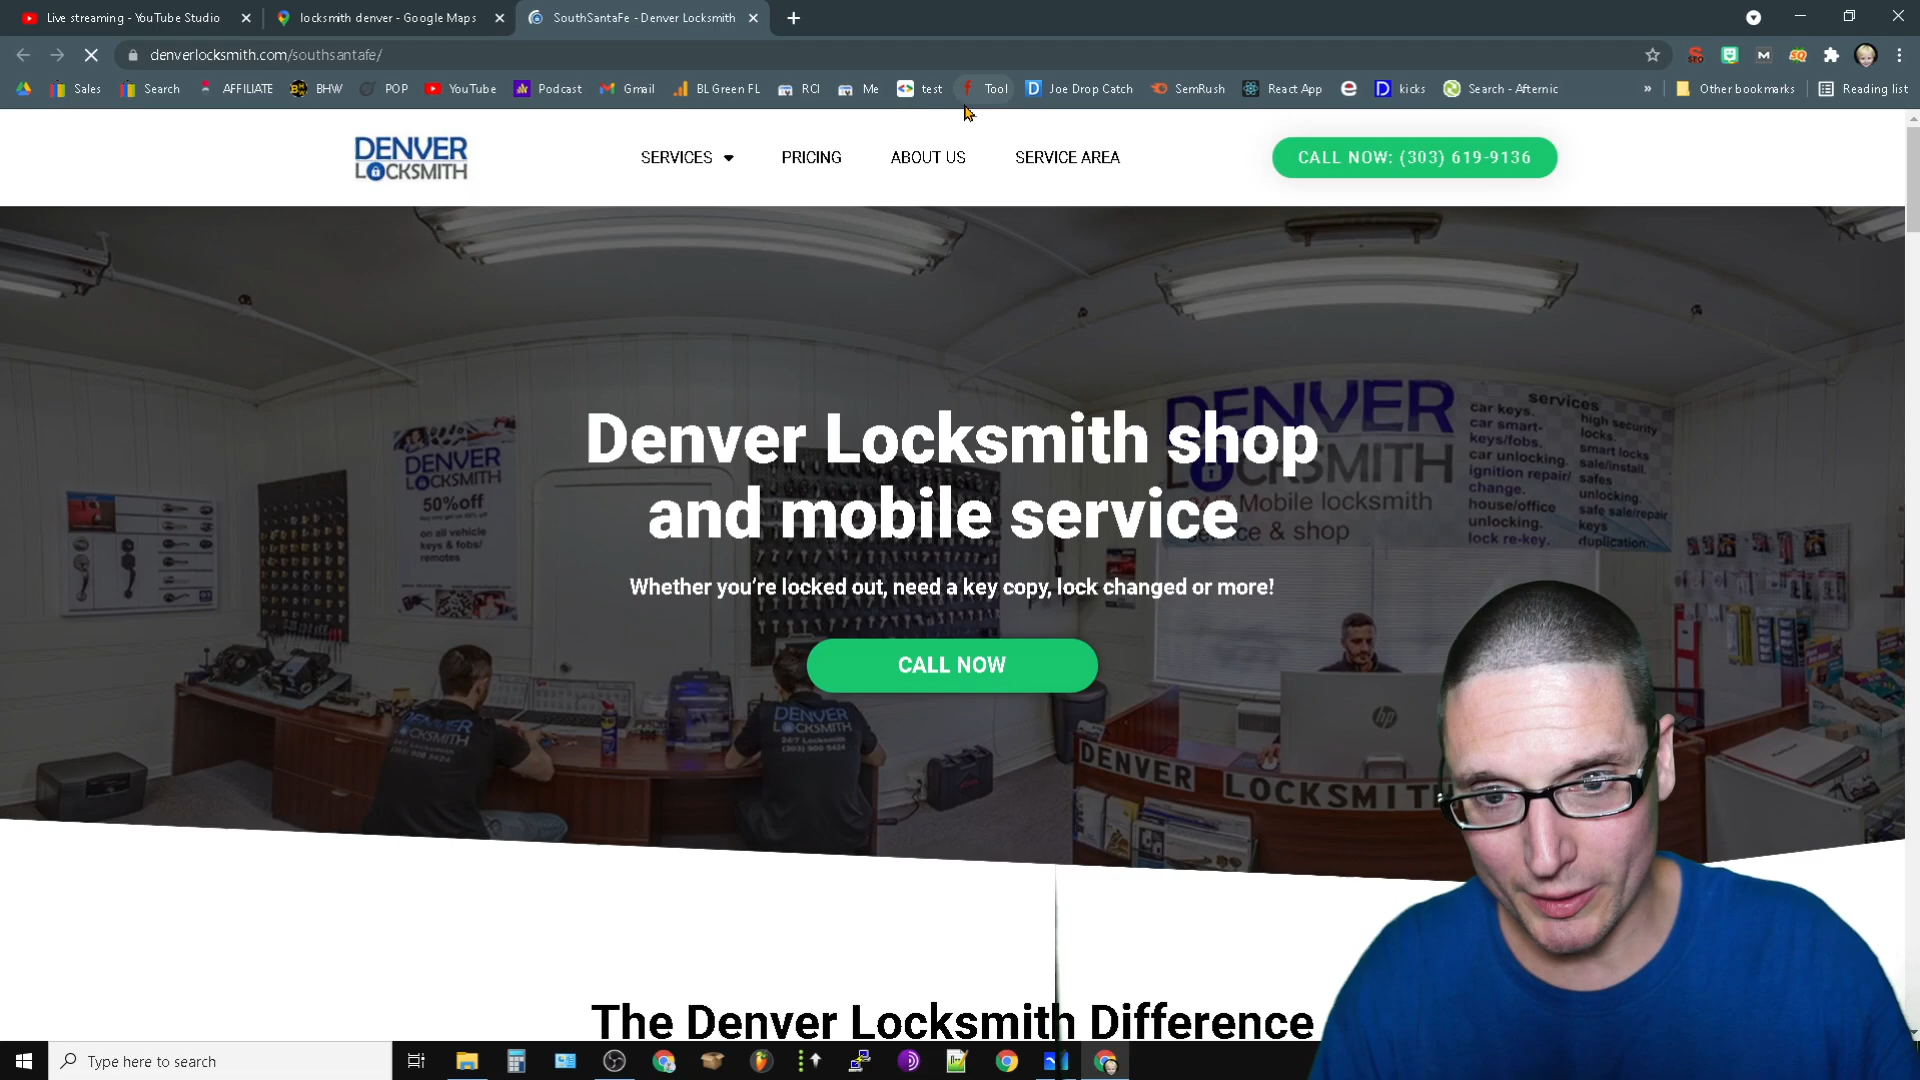 Live streaming - YouTube Studio
locksmith denver - Google Maps
SouthSantaFe - Denver Locksmith
denverlocksmith.com/southsantafe/
Sales
Search
AFFILIATE
BHW
POP
YouTube
Podcast
Gmail
BL Green FL
RCI
Me
test
Tool
Joe Drop Catch
SemRush
React App
kicks
Search - Afternic
»
Other bookmarks
Reading list
DENVER
LOCKSMITH
SERVICES
PRICING
ABOUT US
SERVICE AREA
CALL NOW: (303) 619-9136
Denver Locksmith shop
and mobile service
Whether you're locked out, need a key copy, lock changed or more!
CALL NOW
DENVER
LOCKSMITH
50%off
on all vehicle
keys & fobs/
remotes
DENVER
LOCKSMITH
Mobile locksmith
& shop
services
car keys.
car smart-
keys/fobs.
car unlocking.
ignition repair/
change.
house/office
unlocking.
lock re-key.
high security
locks.
smart locks
sale/install.
safes
unlocking.
safe sale/repair
keys
duplication.
DENVER
LOCKSMITH
24/7 Locksmith
DENVER
LOCKSMITH
24/7 Locksmith
(303) 900 5424
hp
DENVER LOCKSMIT
The Denver Locksmith Difference
Type here to search